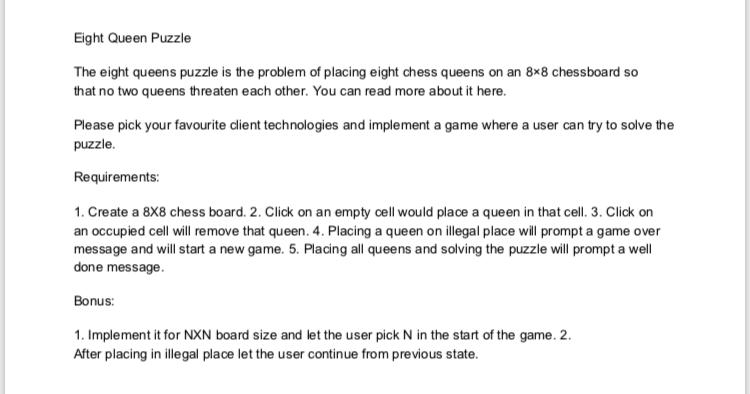 Eight Queen Puzzle
The eight queens puzzle is the problem of placing eight chess queens on an 8×8 chessboard so
that no two queens threaten each other. You can read more about it here.
Please pick your favourite client technologies and implement a game where a user can try to solve the
puzzle.
Requirements:
1. Create a 8X8 chess board. 2. Click on an empty cell would place a queen in that cell. 3. Click on
an occupied cell will remove that queen. 4. Placing a queen on illegal place will prompt a game over
message and will start a new game. 5. Placing all queens and solving the puzzle will prompt a well
done message.
Bonus:
1. Implement it for NXN board size and let the user pick N in the start of the game. 2.
After placing in illegal place let the user continue from previous state.